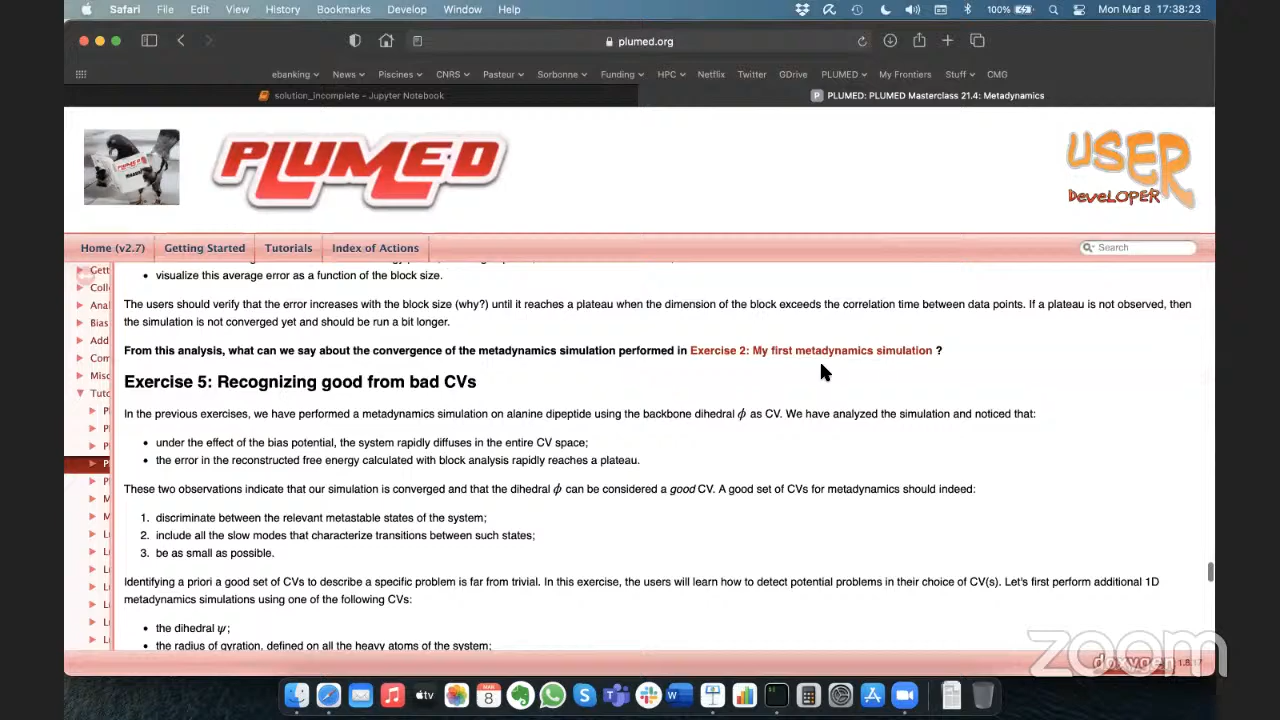 Safari File Edit View History Bookmarks Develop Window Help 100% Mon Mar 8 17:38:23
plumed.org
ebanking News Piscines CNRS Pasteur Sorbonne Funding HPC Netflix Twitter GDrive PLUMED My Frontiers Stuff CMG
solution_incomplete – Jupyter Notebook
P PLUMED: PLUMED Masterclass 21.4: Metadynamics
PLUMED
USER
DEVELOPER
Home (v2.7) Getting Started Tutorials Index of Actions Search
Gett
Coll
Anal
Bias
Add
Com
Misc
Tutc
• visualize this average error as a function of the block size.
The users should verify that the error increases with the block size (why?) until it reaches a plateau when the dimension of the block exceeds the correlation time between data points. If a plateau is not observed, then
the simulation is not converged yet and should be run a bit longer.
From this analysis, what can we say about the convergence of the metadynamics simulation performed in Exercise 2: My first metadynamics simulation ?
Exercise 5: Recognizing good from bad CVs
In the previous exercises, we have performed a metadynamics simulation on alanine dipeptide using the backbone dihedral ϕ as CV. We have analyzed the simulation and noticed that:
• under the effect of the bias potential, the system rapidly diffuses in the entire CV space;
• the error in the reconstructed free energy calculated with block analysis rapidly reaches a plateau.
These two observations indicate that our simulation is converged and that the dihedral ϕ can be considered a good CV. A good set of CVs for metadynamics should indeed:
1. discriminate between the relevant metastable states of the system;
2. include all the slow modes that characterize transitions between such states;
3. be as small as possible.
Identifying a priori a good set of CVs to describe a specific problem is far from trivial. In this exercise, the users will learn how to detect potential problems in their choice of CV(s). Let's first perform additional 1D
metadynamics simulations using one of the following CVs:
• the dihedral ψ;
• the radius of gyration, defined on all the heavy atoms of the system;
zoom
doxygen
MAR
8
tv